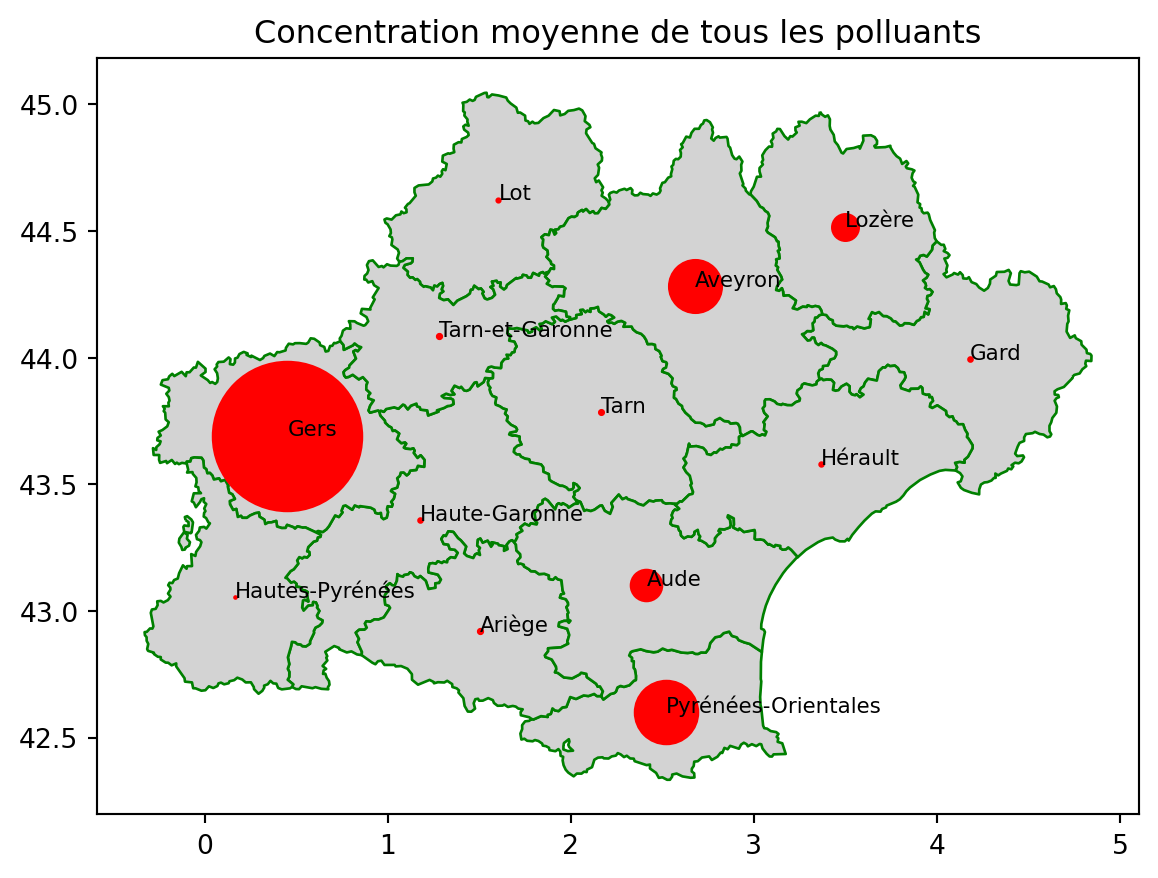 Concentration moyenne de tous les polluants
45.0
44.5
44.0
43.5
43.0
42.5
Lot
Lozère
Aveyron
Tarn-et-Garonne
Gard
Tarn
Gers
Hérault
Haute-Garonne
Aude
Hautes-Pyrénées
Ariège
Pyrénées-Orientales
0
1
2
3
4
5